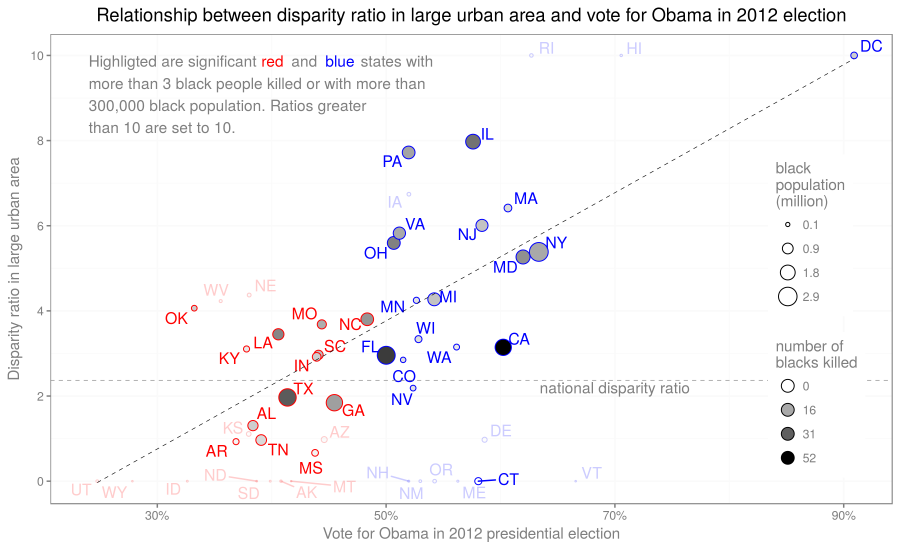 Relationship between disparity ratio in large urban area and vote for Obama in 2012 election
Highligted are significant red and blue states with
more than 3 black people killed or with more than
300,000 black population. Ratios greater
than 10 are set to 10.
Disparity ratio in large urban area
10
8
6
4
2
0
RI
HI
DC
IL
PA
IA
MA
VA
NJ
OH
NY
MD
WV
NE
OK
MO
NC
MN
MI
LA
KY
SC
IN
FL
WI
WA
CA
CO
NV
national disparity ratio
TX
GA
AL
KS
AR
TN
AZ
MS
DE
UT
WY
ID
ND
SD
AK
MT
NH
NM
OR
ME
CT
VT
black
population
(million)
0.1
0.9
1.8
2.9
number of
blacks killed
0
16
31
52
30%
50%
70%
90%
Vote for Obama in 2012 presidential election